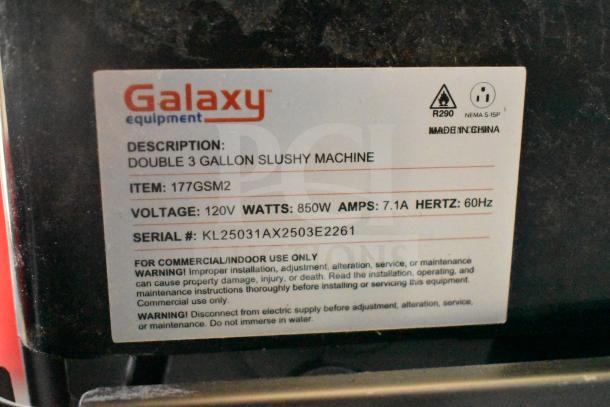 Galaxy
equipment
R290
NEMA 5-15P
MADE IN CHINA
DESCRIPTION:
DOUBLE 3 GALLON SLUSHY MACHINE
ITEM: 177GSM2
VOLTAGE: 120V WATTS: 850W AMPS: 7.1A HERTZ: 60Hz
SERIAL #: KL25031AX2503E2261
FOR COMMERCIAL/INDOOR USE ONLY
WARNING! Improper installation, adjustment, alteration, service, or maintenance
can cause property damage, injury, or death. Read the installation, operating, and
maintenance instructions thoroughly before installing or servicing this equipment.
Commercial use only.
WARNING! Disconnect from electric supply before adjustment, alteration, service,
or maintenance. Do not immerse in water.
PCI
AUCTIONS